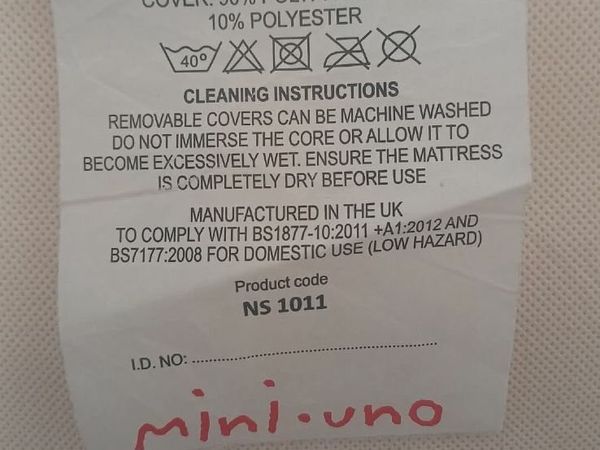 10% POLYESTER
40°
CLEANING INSTRUCTIONS
REMOVABLE COVERS CAN BE MACHINE WASHED
DO NOT IMMERSE THE CORE OR ALLOW IT TO
BECOME EXCESSIVELY WET. ENSURE THE MATTRESS
IS COMPLETELY DRY BEFORE USE
MANUFACTURED IN THE UK
TO COMPLY WITH BS1877-10:2011 +A1:2012 AND
BS7177:2008 FOR DOMESTIC USE (LOW HAZARD)
Product code
NS 1011
I.D. NO: ..................................................
mini-uno